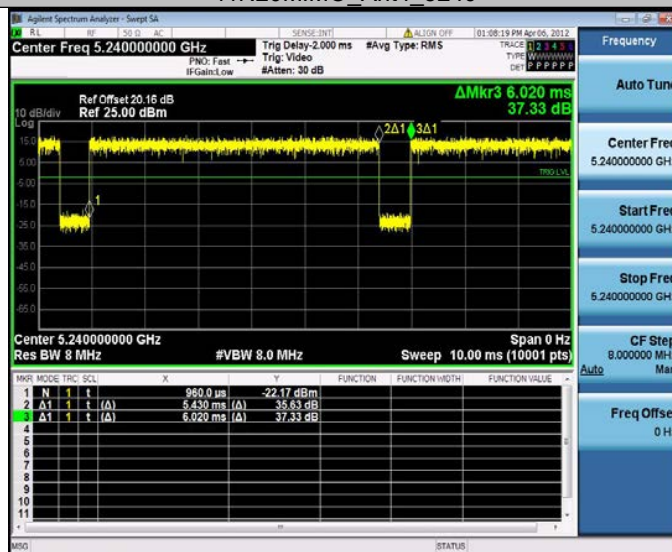 Agilent Spectrum Analyzer - Swept SA
RL RF 50 Ω AC SENSE:INT ALIGN OFF 01:08:19 PM Apr 06, 2012
Center Freq 5.240000000 GHz
PNO: Fast
IFGain:Low
Trig Delay-2.000 ms
Trig: Video
#Atten: 30 dB
#Avg Type: RMS
TRACE 1 2 3 4 5 6
TYPE WWWWWW
DET P P P P P P
Ref Offset 20.16 dB
10 dB/div Ref 25.00 dBm
Log
ΔMkr3 6.020 ms
37.33 dB
2Δ1 3Δ1
15.0
5.00
TRIG LVL
-5.00
1
-15.0
-25.0
-35.0
-45.0
-55.0
-65.0
Center 5.240000000 GHz Span 0 Hz
Res BW 8 MHz #VBW 8.0 MHz Sweep 10.00 ms (10001 pts)
MKR MODE TRC SCL X Y FUNCTION FUNCTION WIDTH FUNCTION VALUE
1 N 1 t 960.0 µs -22.17 dBm
2 Δ1 1 t (Δ) 5.430 ms (Δ) 35.63 dB
3 Δ1 1 t (Δ) 6.020 ms (Δ) 37.33 dB
4
5
6
7
8
9
10
11
MSG STATUS
Frequency
Auto Tune
Center Freq
5.240000000 GH
Start Freq
5.240000000 GH
Stop Freq
5.240000000 GH
CF Step
8.000000 MH
Auto Man
Freq Offse
0 H